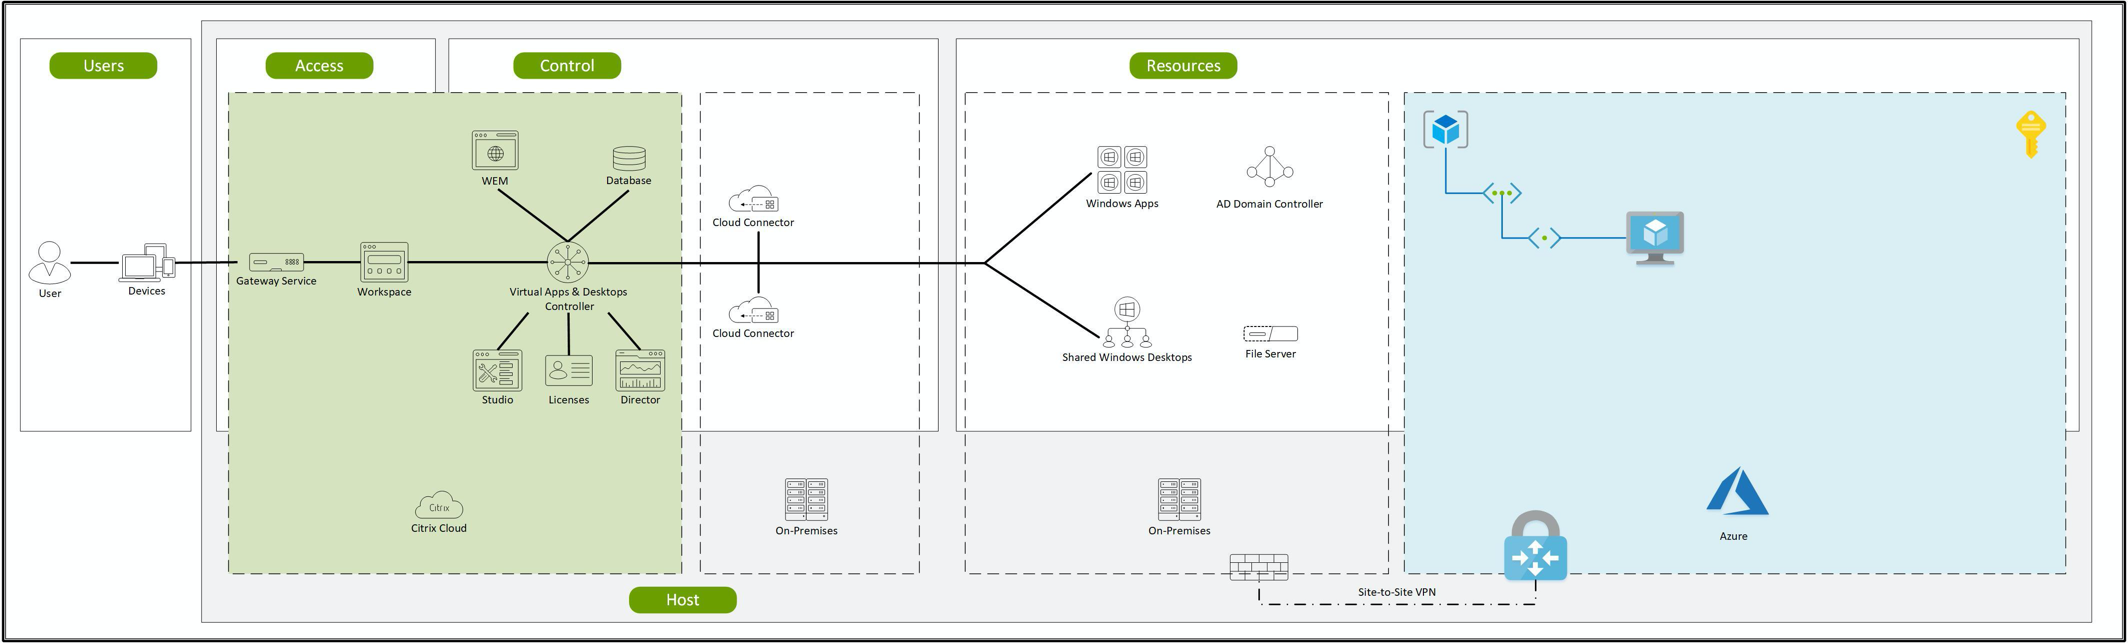 Users
Access
Control
Resources
WEM
Database
Cloud Connector
Windows Apps
AD Domain Controller
User
Devices
Gateway Service
Workspace
Virtual Apps & Desktops
Controller
Cloud Connector
Shared Windows Desktops
File Server
Studio
Licenses
Director
Citrix
Citrix Cloud
On-Premises
On-Premises
Azure
Site-to-Site VPN
Host